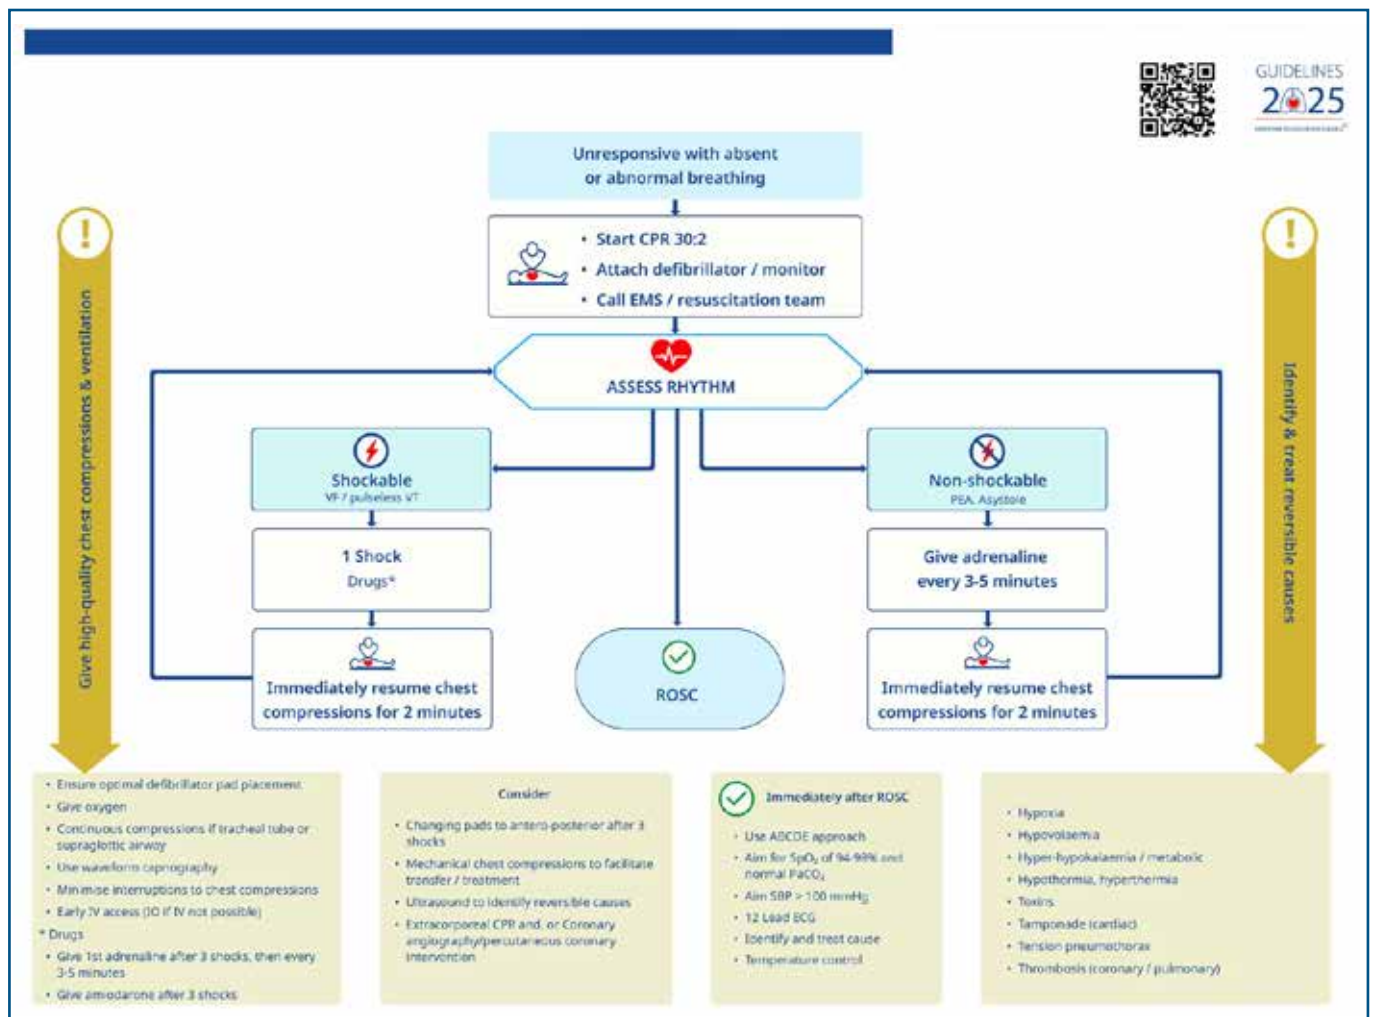 GUIDELINES
2025
Unresponsive with absent
or abnormal breathing
!
!
• Start CPR 30:2
• Attach defibrillator / monitor
• Call EMS / resuscitation team
Give high-quality chest compressions & ventilation
Identify & treat reversible causes
ASSESS RHYTHM
Shockable
VF / pulseless VT
Non-shockable
PEA, Asystole
1 Shock
Drugs*
Give adrenaline
every 3-5 minutes
Immediately resume chest
compressions for 2 minutes
ROSC
Immediately resume chest
compressions for 2 minutes
• Ensure optimal defibrillator pad placement
• Give oxygen
• Continuous compressions if tracheal tube or
supraglottic airway
• Use waveform capnography
• Minimise interruptions to chest compressions
• Early IV access (IO if IV not possible)
* Drugs
• Give 1st adrenaline after 3 shocks, then every
3-5 minutes
• Give amiodarone after 3 shocks
Consider
• Changing pads to antero-posterior after 3
shocks
• Mechanical chest compressions to facilitate
transfer / treatment
• Ultrasound to identify reversible causes
• Extracorporeal CPR and, or Coronary
angiography/percutaneous coronary
intervention
Immediately after ROSC
• Use ABCDE approach
• Aim for SpO₂ of 94-98% and
normal PaCO₂
• Aim SBP > 100 mmHg
• 12 Lead ECG
• Identify and treat cause
• Temperature control
• Hypoxia
• Hypovolaemia
• Hyper-hypokalaemia / metabolic
• Hypothermia, hyperthermia
• Toxins
• Tamponade (cardiac)
• Tension pneumothorax
• Thrombosis (coronary / pulmonary)